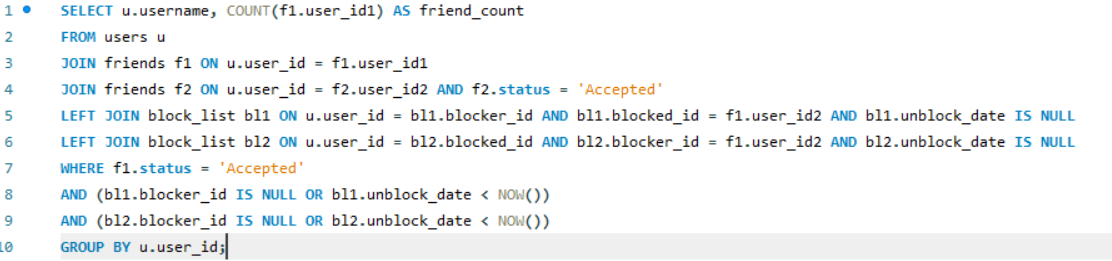 1 SELECT u.username, COUNT(f1.user_id1) AS friend_count
2 FROM users u
3 JOIN friends f1 ON u.user_id = f1.user_id1
4 JOIN friends f2 ON u.user_id = f2.user_id2 AND f2.status = 'Accepted'
5 LEFT JOIN block_list bl1 ON u.user_id = bl1.blocker_id AND bl1.blocked_id = f1.user_id2 AND bl1.unblock_date IS NULL
6 LEFT JOIN block_list bl2 ON u.user_id = bl2.blocked_id AND bl2.blocker_id = f1.user_id2 AND bl2.unblock_date IS NULL
7 WHERE f1.status = 'Accepted'
8 AND (bl1.blocker_id IS NULL OR bl1.unblock_date < NOW())
9 AND (bl2.blocker_id IS NULL OR bl2.unblock_date < NOW())
10 GROUP BY u.user_id;